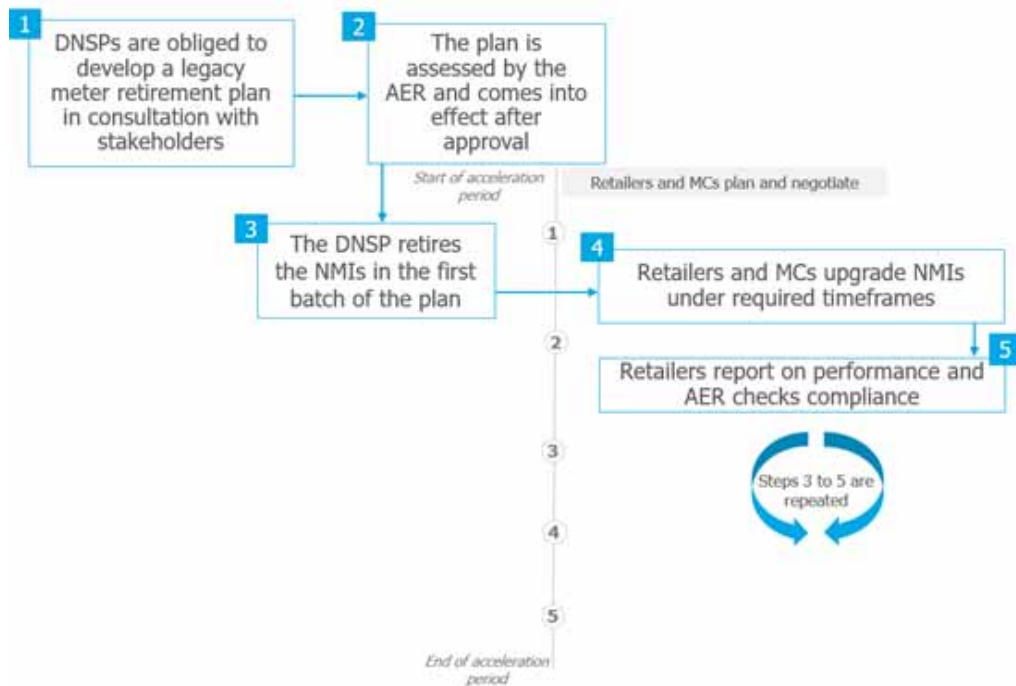 1
DNSPs are obliged to
develop a legacy
meter retirement plan
in consultation with
stakeholders
2
The plan is
assessed by the
AER and comes into
effect after
approval
Start of acceleration
period
Retailers and MCs plan and negotiate
1
3
The DNSP retires
the NMIs in the first
batch of the plan
4
Retailers and MCs upgrade NMIs
under required timeframes
2
5
Retailers report on performance and
AER checks compliance
3
Steps 3 to 5 are
repeated
4
5
End of acceleration
period